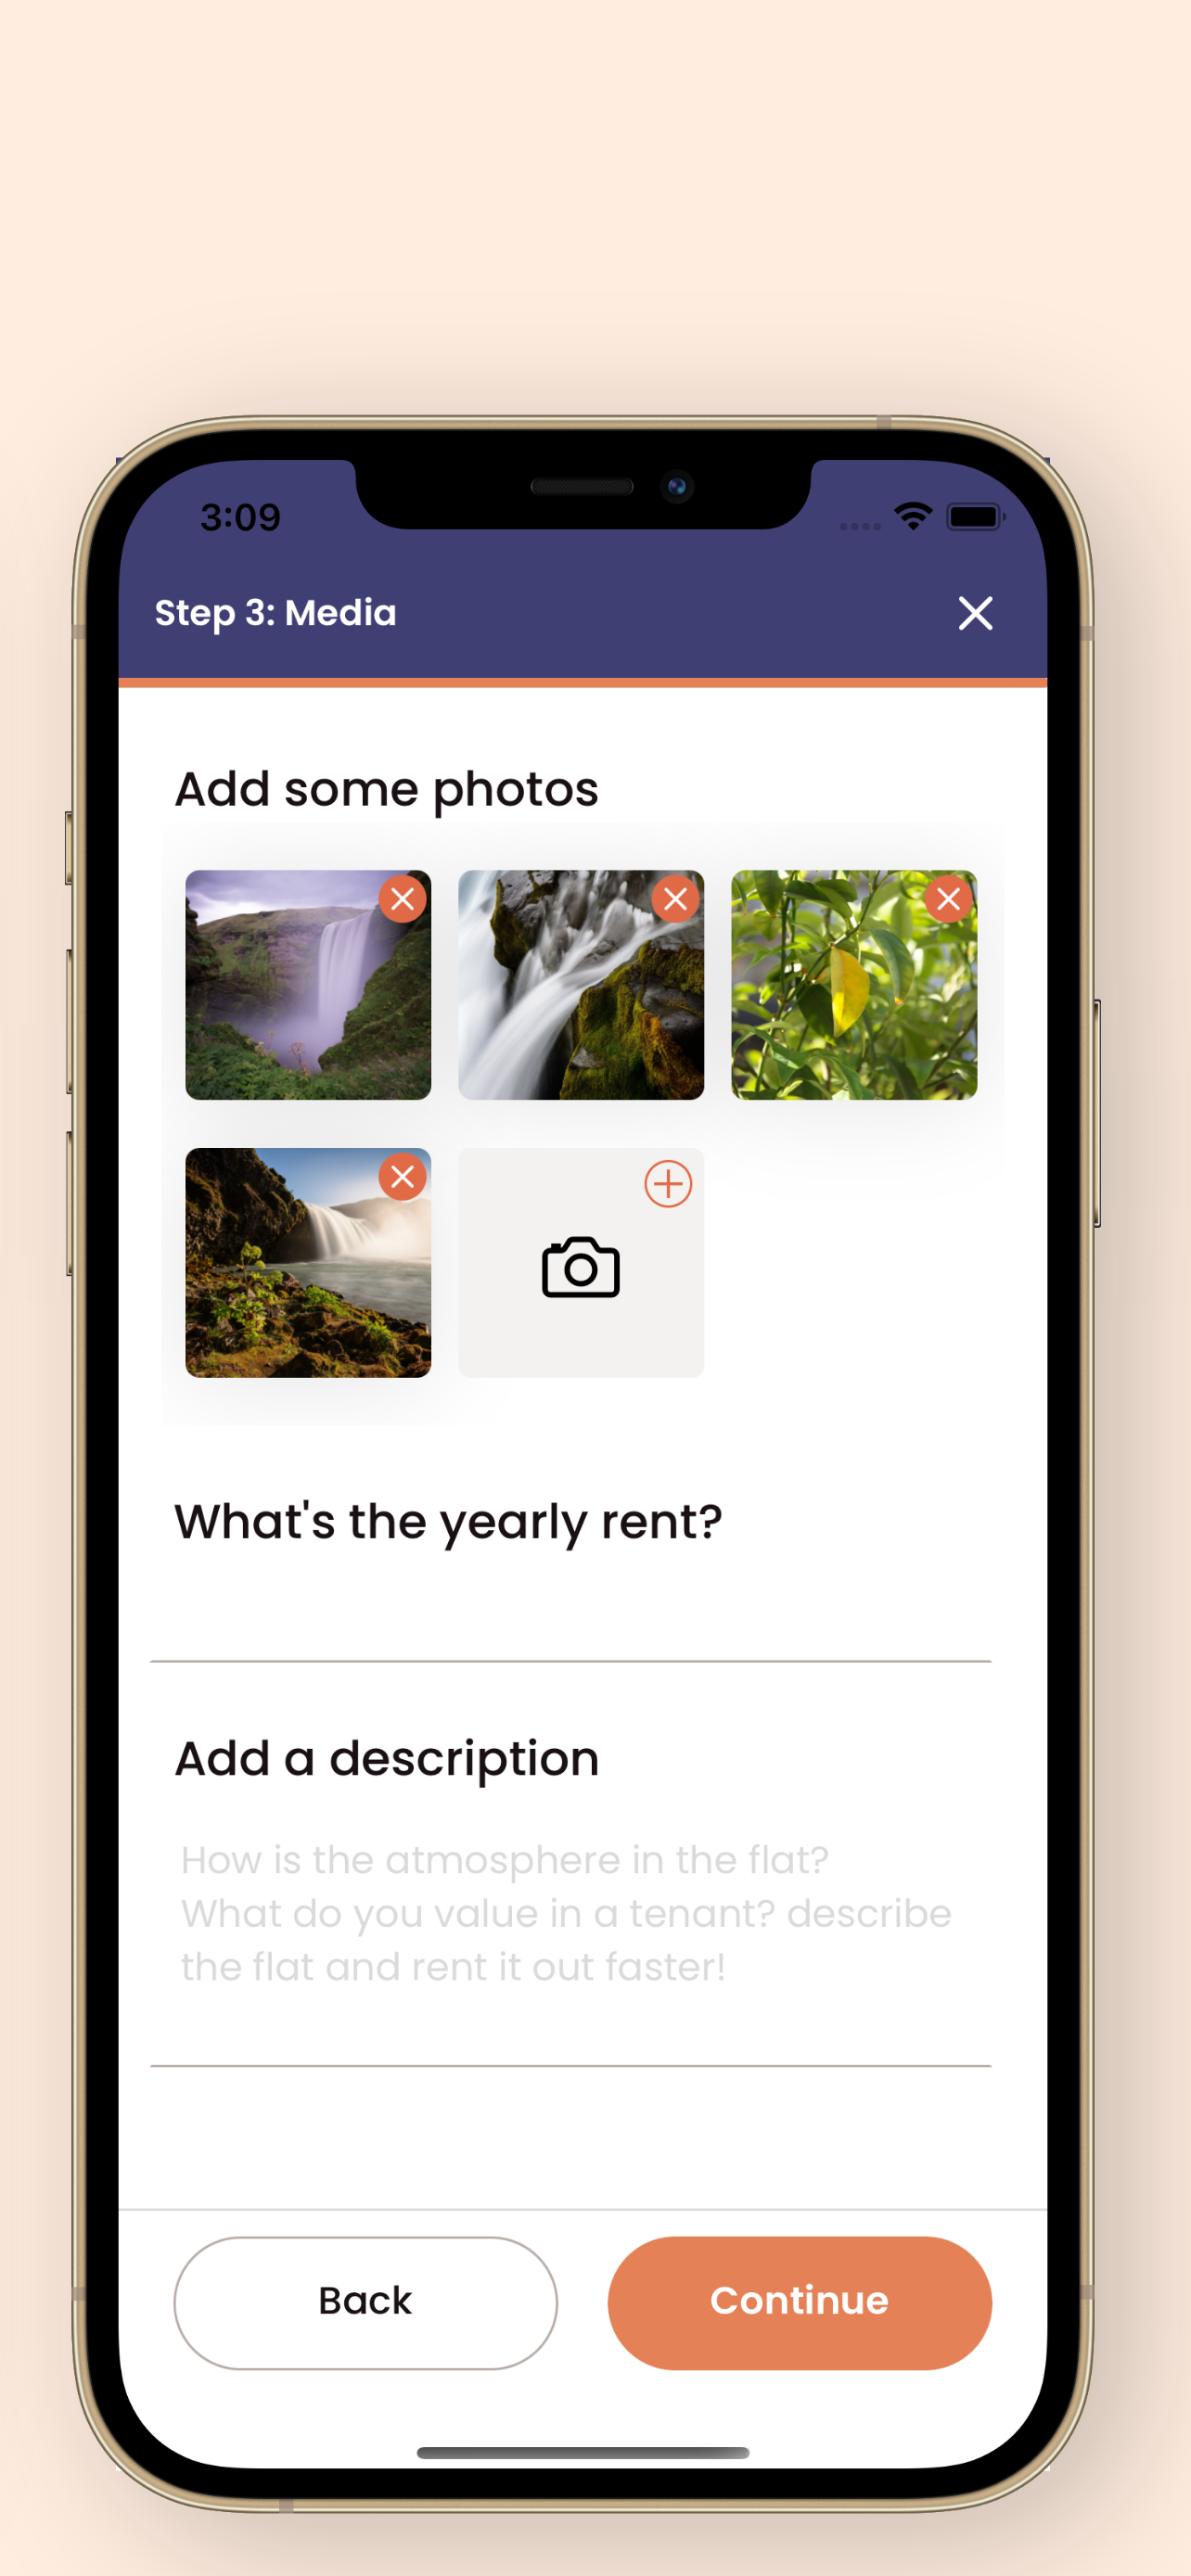 3:09
Step 3: Media
Add some photos
What's the yearly rent?
Add a description
How is the atmosphere in the flat?
What do you value in a tenant? describe
the flat and rent it out faster!
Back
Continue